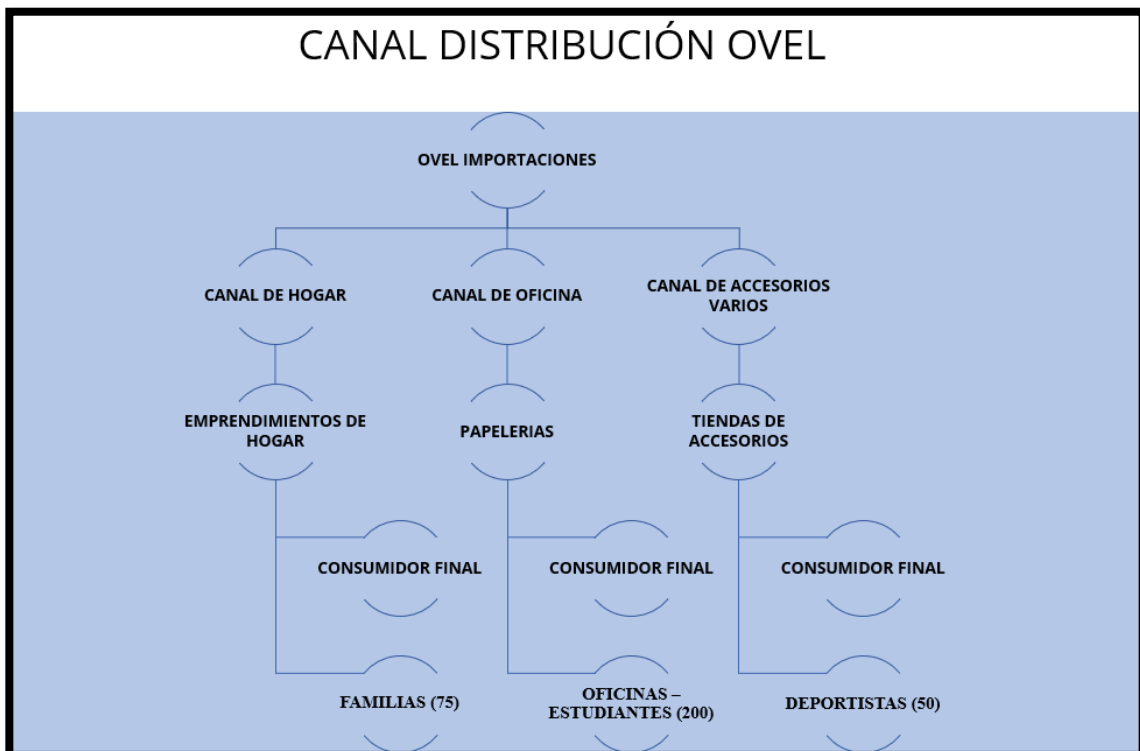 CANAL DISTRIBUCIÓN OVEL
OVEL IMPORTACIONES
CANAL DE HOGAR
CANAL DE OFICINA
CANAL DE ACCESORIOS
VARIOS
EMPRENDIMIENTOS DE
HOGAR
PAPELERIAS
TIENDAS DE
ACCESORIOS
CONSUMIDOR FINAL
CONSUMIDOR FINAL
CONSUMIDOR FINAL
FAMILIAS (75)
OFICINAS –
ESTUDIANTES (200)
DEPORTISTAS (50)